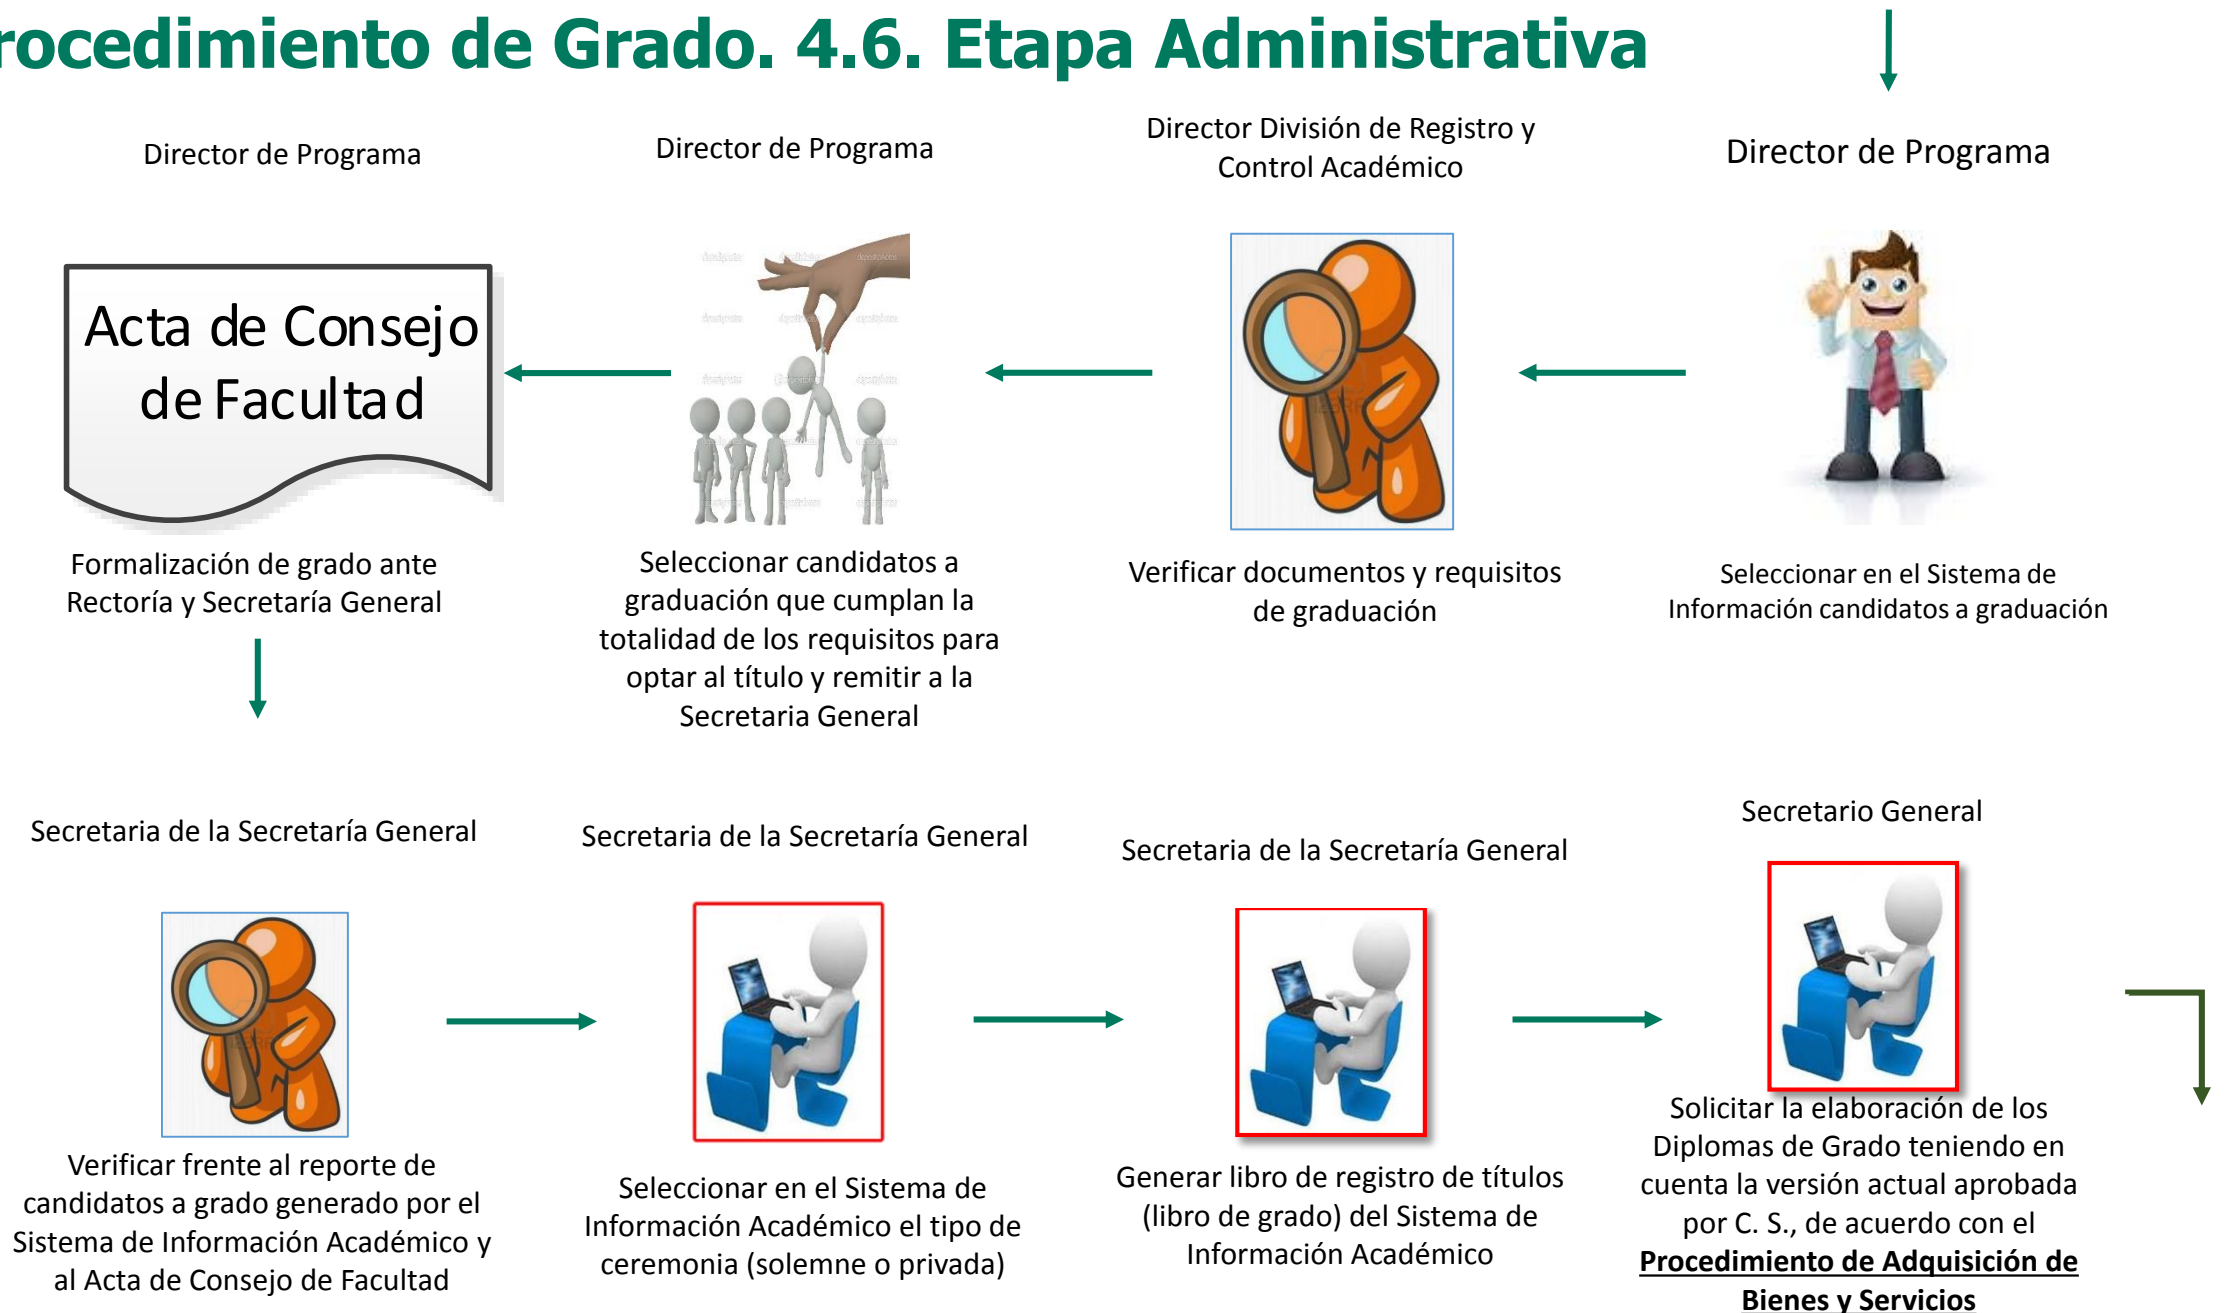 rocedimiento de Grado. 4.6. Etapa Administrativa
Director de Programa
Director de Programa
Director División de Registro y
Control Académico
Director de Programa
Acta de Consejo
de Facultad
Formalización de grado ante
Rectoría y Secretaría General
Seleccionar candidatos a
graduación que cumplan la
totalidad de los requisitos para
optar al título y remitir a la
Secretaria General
Verificar documentos y requisitos
de graduación
Seleccionar en el Sistema de
Información candidatos a graduación
Secretaria de la Secretaría General
Secretaria de la Secretaría General
Secretaria de la Secretaría General
Secretario General
Verificar frente al reporte de
candidatos a grado generado por el
Sistema de Información Académico y
al Acta de Consejo de Facultad
Seleccionar en el Sistema de
Información Académico el tipo de
ceremonia (solemne o privada)
Generar libro de registro de títulos
(libro de grado) del Sistema de
Información Académico
Solicitar la elaboración de los
Diplomas de Grado teniendo en
cuenta la versión actual aprobada
por C. S., de acuerdo con el
Procedimiento de Adquisición de
Bienes y Servicios